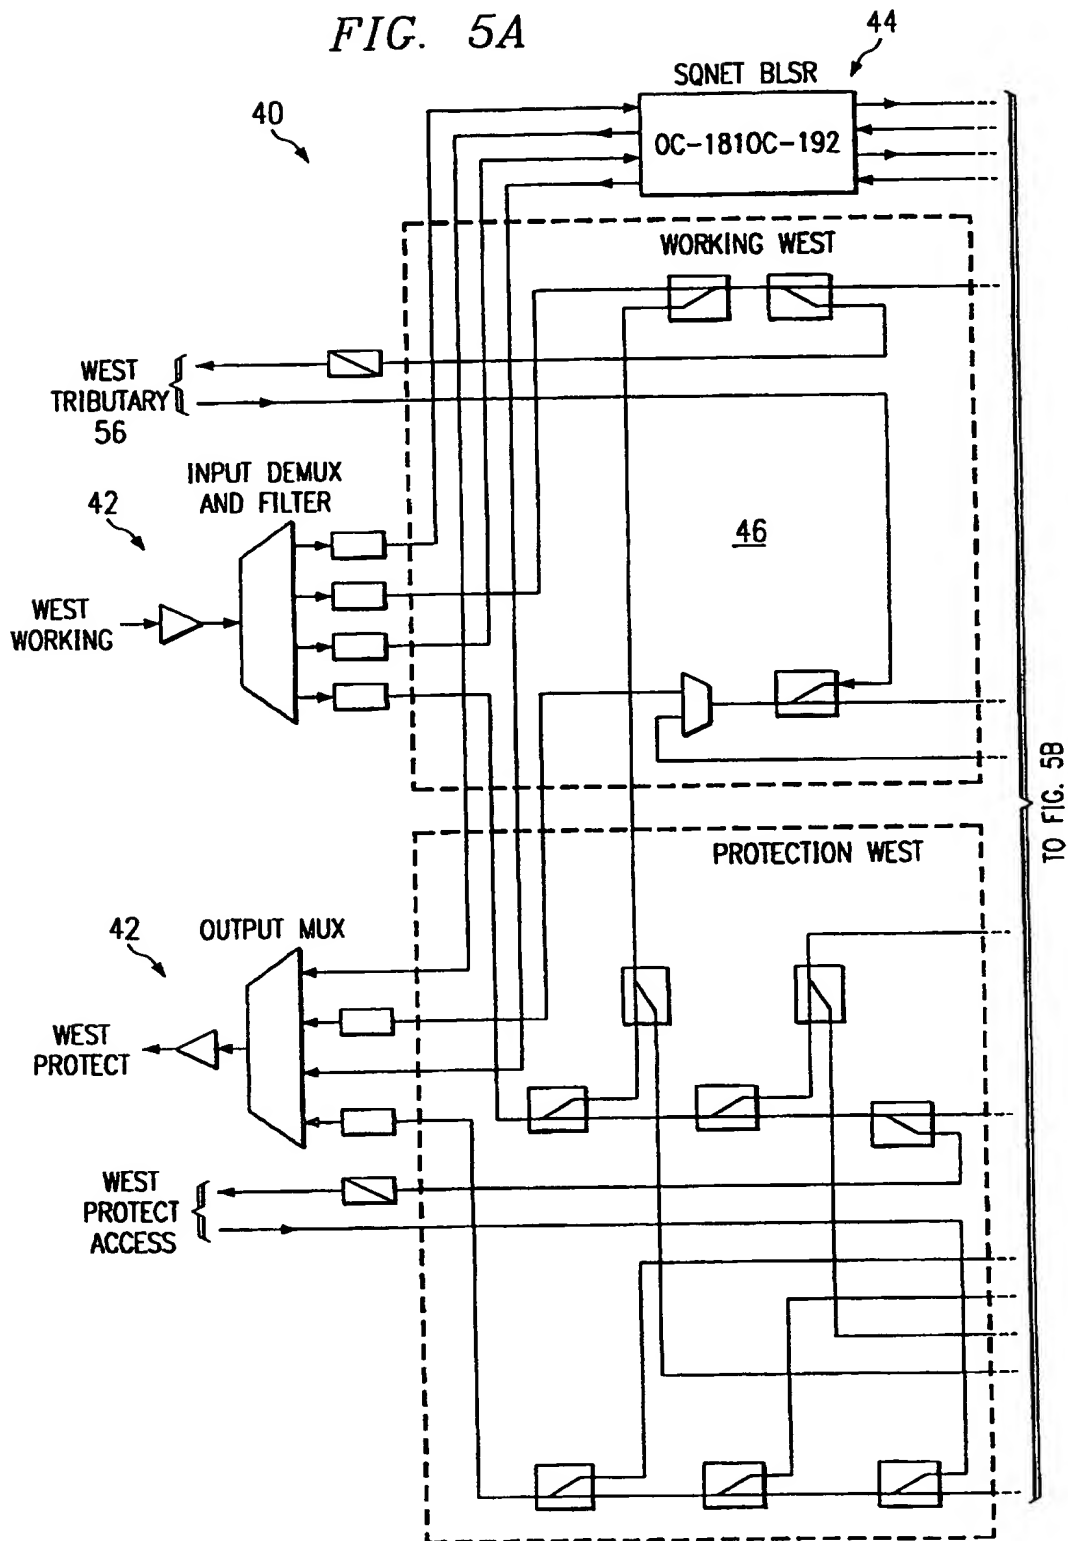 FIG. 5A
44
SQNET BLSR
40
OC-1810C-192
WORKING WEST
WEST
TRIBUTARY
56
INPUT DEMUX
AND FILTER
42
46
WEST
WORKING
TO FIG. 5B
PROTECTION WEST
42
OUTPUT MUX
WEST
PROTECT
WEST
PROTECT
ACCESS